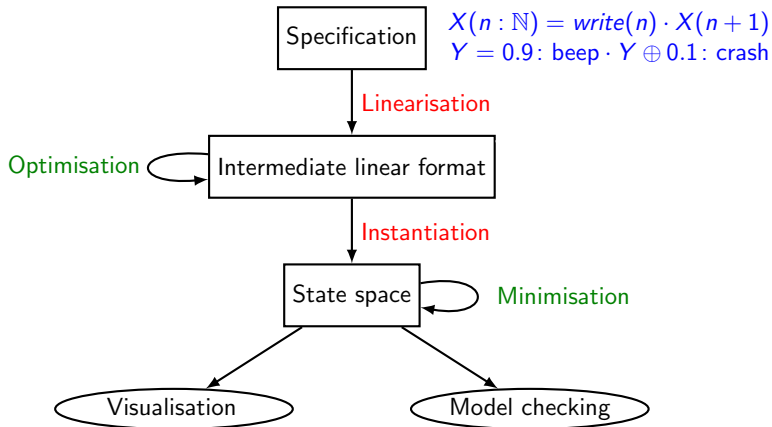 Specification
X(n : ℕ) = write(n) · X(n + 1)
Y = 0.9: beep · Y ⊕ 0.1: crash
Linearisation
Optimisation
Intermediate linear format
Instantiation
State space
Minimisation
Visualisation
Model checking